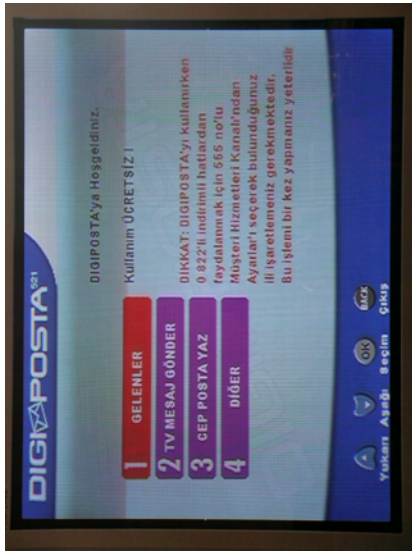 DIGIPOSTA 521
DIGIPOSTA'ya Hoşgeldiniz.
Kullanım ÜCRETSİZ!
1 GELENLER
2 TV MESAJ GÖNDER
3 CEP POSTA YAZ
4 DİĞER
DİKKAT: DIGIPOSTA'yı kullanırken
0 822'li indirimli hatlardan
faydalanmak için 555 no'lu
Müşteri Hizmetleri Kanalı'ndan
Ayarlar'ı seçerek bulunduğunuz
ili işaretlemeniz gerekmektedir.
Bu işlemi bir kez yapmanız yeterlidir
Yukarı Aşağı OK Seçim BACK Çıkış